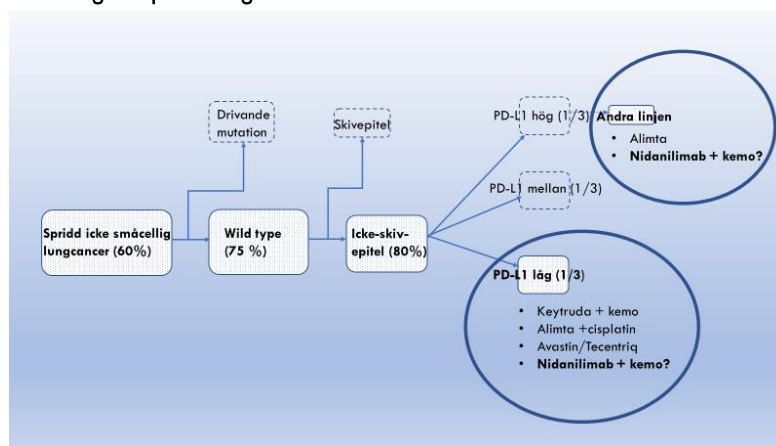 Drivande
mutation
Skivepitel
PD-L1 hög (1/3)
Andra linjen
• Alimta
• Nidanilimab + kemo?
PD-L1 mellan (1/3)
Spridd icke småcellig
lungcancer (60%)
Wild type
(75 %)
Icke-skiv-
epitel (80%)
PD-L1 låg (1/3)
• Keytruda + kemo
• Alimta +cisplatin
• Avastin/Tecentriq
• Nidanilimab + kemo?